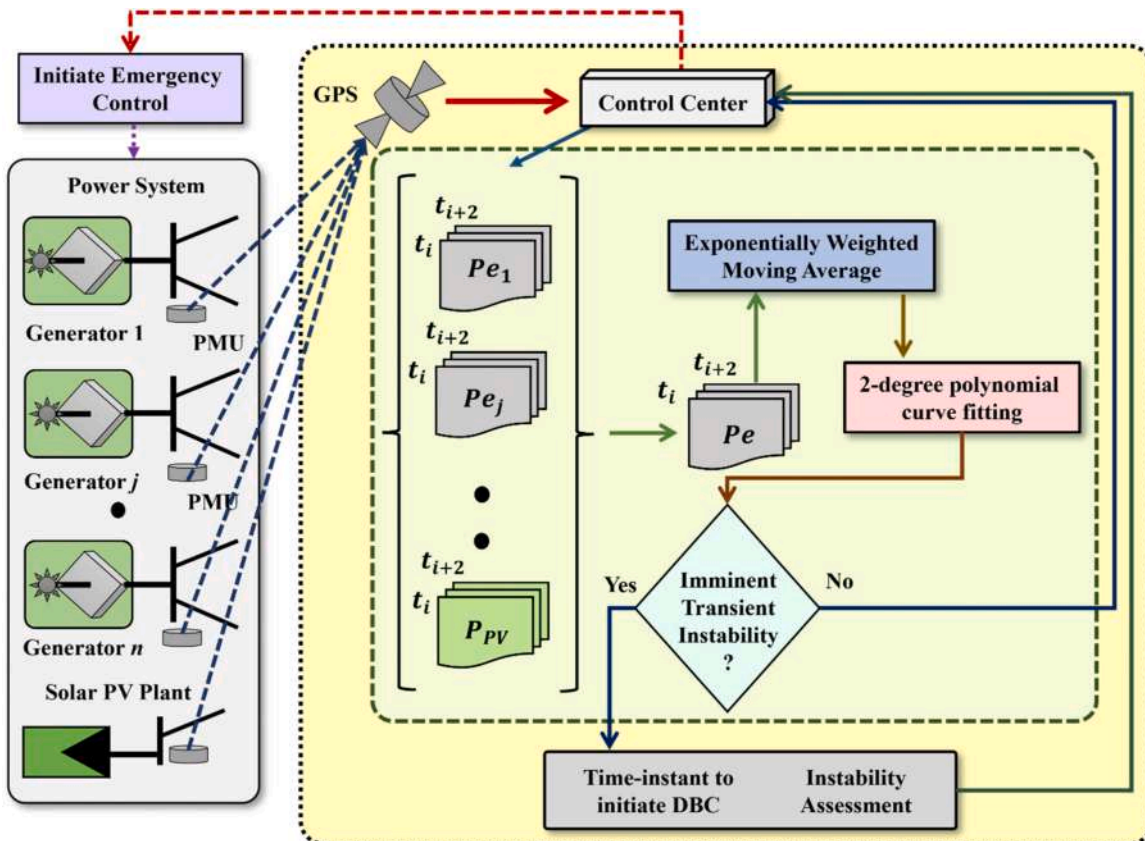 Initiate Emergency
Control
GPS
Control Center
Power System
Generator 1
PMU
Generator j
PMU
Generator n
Solar PV Plant
t_{i+2}
t_i
Pe_1
t_{i+2}
t_i
Pe_j
t_{i+2}
t_i
P_{PV}
t_{i+2}
t_i
Pe
Exponentially Weighted
Moving Average
2-degree polynomial
curve fitting
Yes
Imminent
Transient
Instability
?
No
Time-instant to
initiate DBC
Instability
Assessment